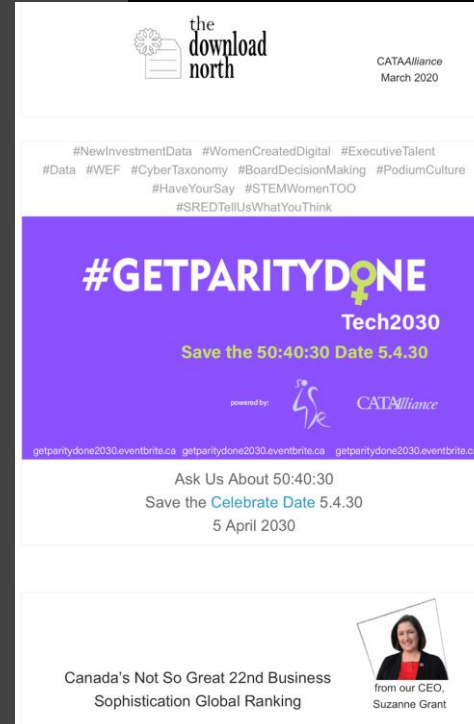 the
download
north
CATAAlliance
March 2020
#NewInvestmentData #WomenCreatedDigital #ExecutiveTalent
#Data #WEF #CyberTaxonomy #BoardDecisionMaking #PodiumCulture
#HaveYourSay #STEMWomenTOO
#SREDTellUsWhatYouThink
#GETPARITYDONE
Tech2030
Save the 50:40:30 Date 5.4.30
powered by:
CATAAlliance
getparitydone2030.eventbrite.ca getparitydone2030.eventbrite.ca getparitydone2030.eventbrite.ca
Ask Us About 50:40:30
Save the Celebrate Date 5.4.30
5 April 2030
Canada's Not So Great 22nd Business
Sophistication Global Ranking
from our CEO,
Suzanne Grant